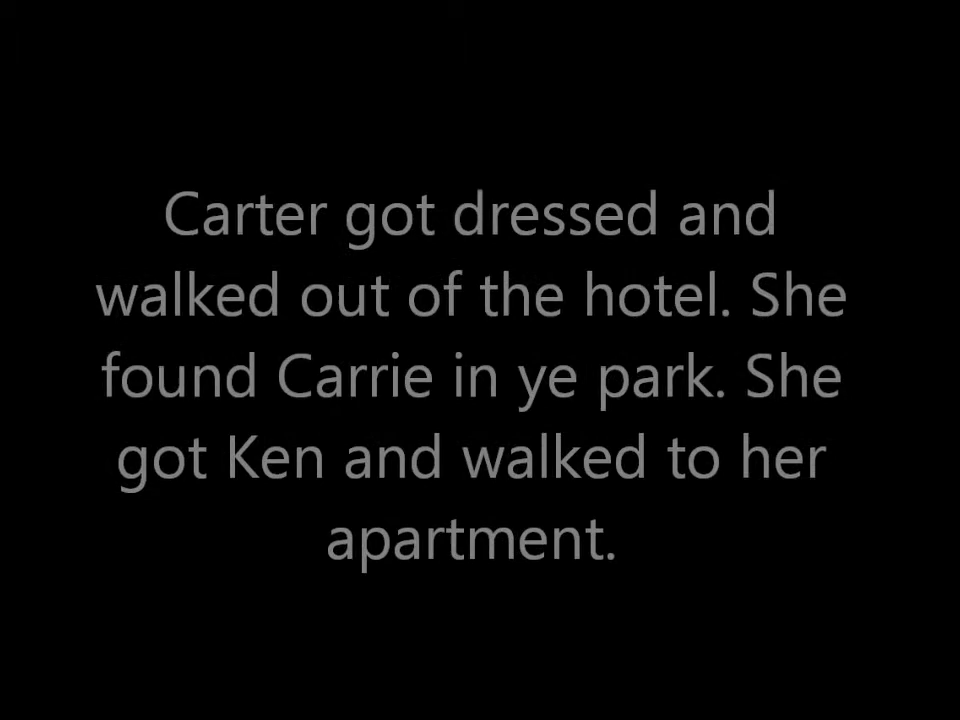 Carter got dressed and
walked out of the hotel. She
found Carrie in ye park. She
got Ken and walked to her
apartment.